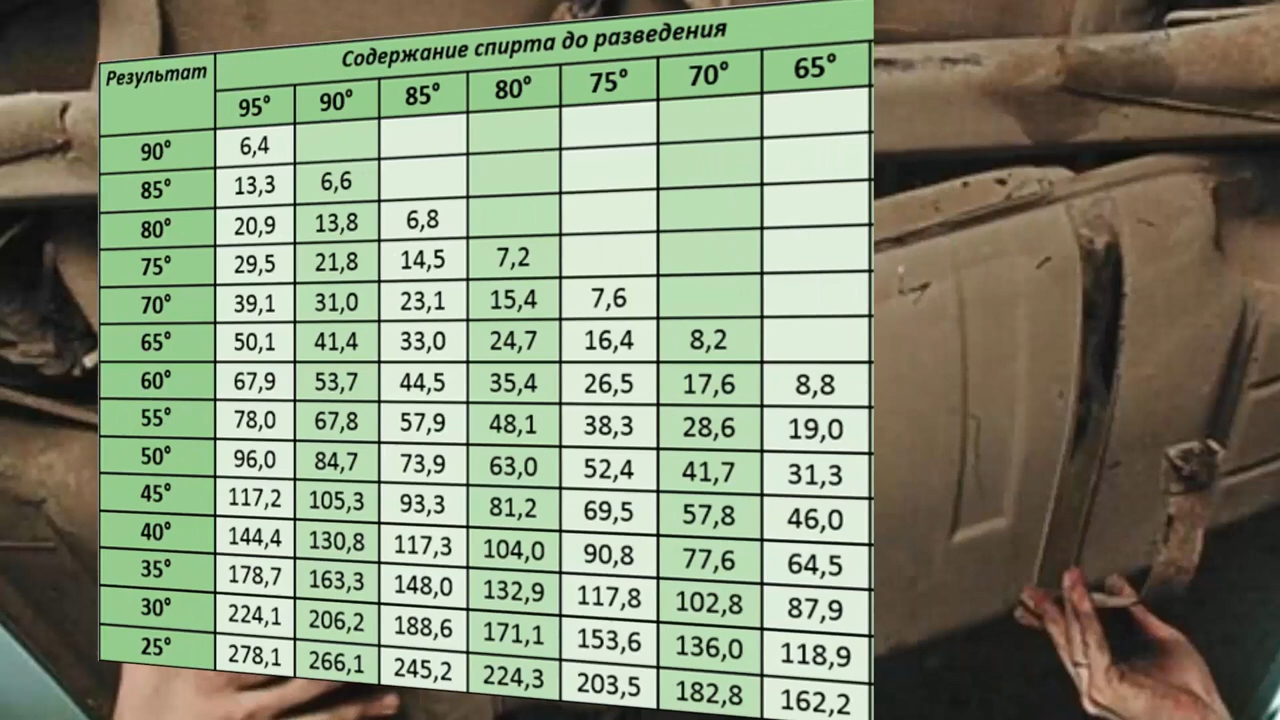 Содержание спирта до разведения
Результат 95° 90° 85° 80° 75° 70° 65°
90° 6,4
85° 13,3 6,6
80° 20,9 13,8 6,8
75° 29,5 21,8 14,5 7,2
70° 39,1 31,0 23,1 15,4 7,6
65° 50,1 41,4 33,0 24,7 16,4 8,2
60° 67,9 53,7 44,5 35,4 26,5 17,6 8,8
55° 78,0 67,8 57,9 48,1 38,3 28,6 19,0
50° 96,0 84,7 73,9 63,0 52,4 41,7 31,3
45° 117,2 105,3 93,3 81,2 69,5 57,8 46,0
40° 144,4 130,8 117,3 104,0 90,8 77,6 64,5
35° 178,7 163,3 148,0 132,9 117,8 102,8 87,9
30° 224,1 206,2 188,6 171,1 153,6 136,0 118,9
25° 278,1 266,1 245,2 224,3 203,5 182,8 162,2